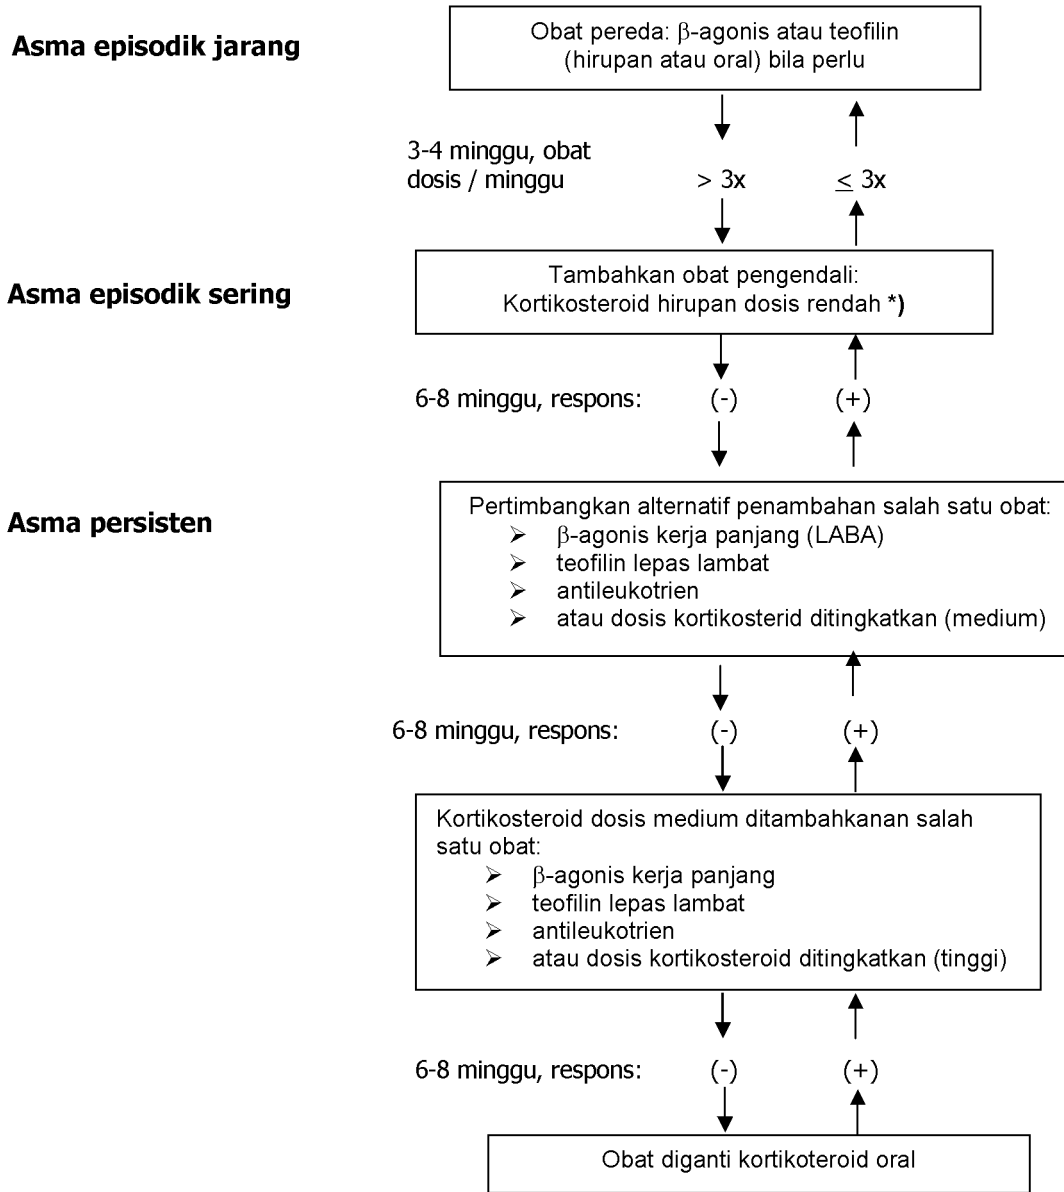 Asma episodik jarang
Obat pereda: β-agonis atau teofilin
(hirupan atau oral) bila perlu
3-4 minggu, obat
dosis / minggu
> 3x
≤ 3x
Asma episodik sering
Tambahkan obat pengendali:
Kortikosteroid hirupan dosis rendah *)
6-8 minggu, respons:
(-)
(+)
Asma persisten
Pertimbangkan alternatif penambahan salah satu obat:
➢ β-agonis kerja panjang (LABA)
➢ teofilin lepas lambat
➢ antileukotrien
➢ atau dosis kortikosterid ditingkatkan (medium)
6-8 minggu, respons:
(-)
(+)
Kortikosteroid dosis medium ditambahkanan salah
satu obat:
➢ β-agonis kerja panjang
➢ teofilin lepas lambat
➢ antileukotrien
➢ atau dosis kortikosteroid ditingkatkan (tinggi)
6-8 minggu, respons:
(-)
(+)
Obat diganti kortikoteroid oral